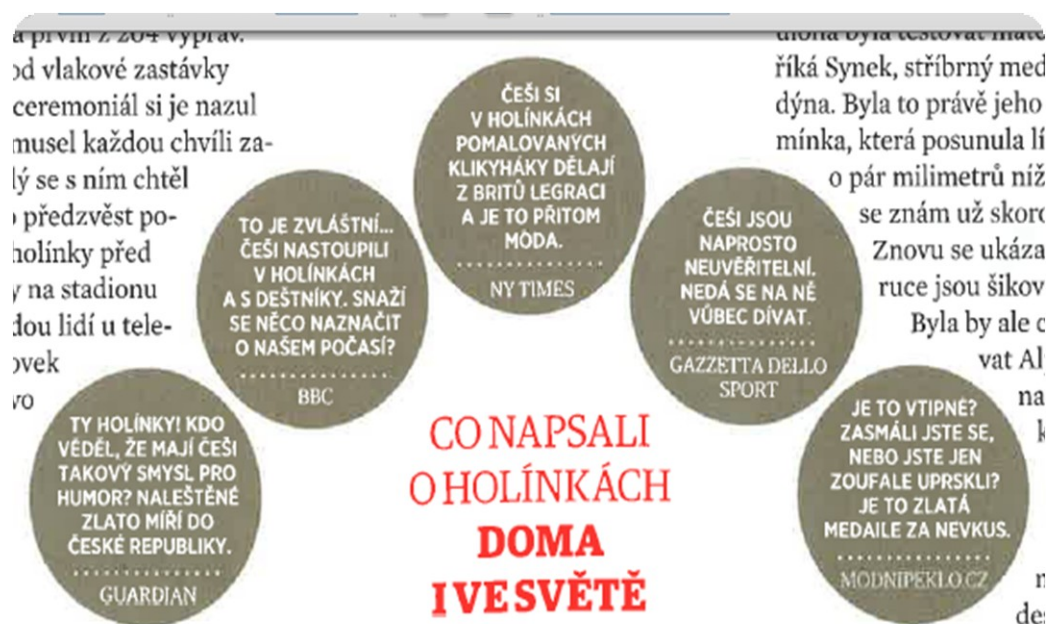 a první z 204 výprav.
od vlakové zastávky
ceremoniál si je nazul
musel každou chvíli za-
lý se s ním chtěl
předzvěst po-
holínky před
y na stadionu
dou lidí u tele-
ovek
vo
TY HOLÍNKY! KDO
VĚDĚL, ŽE MAJÍ ČEŠI
TAKOVÝ SMYSL PRO
HUMOR? NALEŠTĚNÉ
ZLATO MÍŘÍ DO
ČESKÉ REPUBLIKY.
GUARDIAN
TO JE ZVLÁŠTNÍ...
ČEŠI NASTOUPILI
V HOLÍNKÁCH
A S DEŠTNÍKY. SNAŽÍ
SE NĚCO NAZNAČIT
O NAŠEM POČASÍ?
BBC
ČEŠI SI
V HOLÍNKÁCH
POMALOVANÝCH
KLIKYHÁKY DĚLAJÍ
Z BRITŮ LEGRACI
A JE TO PŘITOM
MÓDA.
NY TIMES
ČEŠI JSOU
NAPROSTO
NEUVĚŘITELNÍ.
NEDÁ SE NA NĚ
VŮBEC DÍVAT.
GAZZETTA DELLO
SPORT
JE TO VTIPNÉ?
ZASMÁLI JSTE SE,
NEBO JSTE JEN
ZOUFALE UPRSKLI?
JE TO ZLATÁ
MEDAILE ZA NEVKUS.
MODNIPEKLO.CZ
CO NAPSALI
O HOLÍNKÁCH
DOMA
I VE SVĚTĚ
byla testovat
říká Synek, stříbrný med
dýna. Byla to právě jeho
mínka, která posunula lí
o pár milimetrů níž
se znám už skoro
Znovu se ukáza
ruce jsou šikov
Byla by ale
vat Al
na
k
n
des